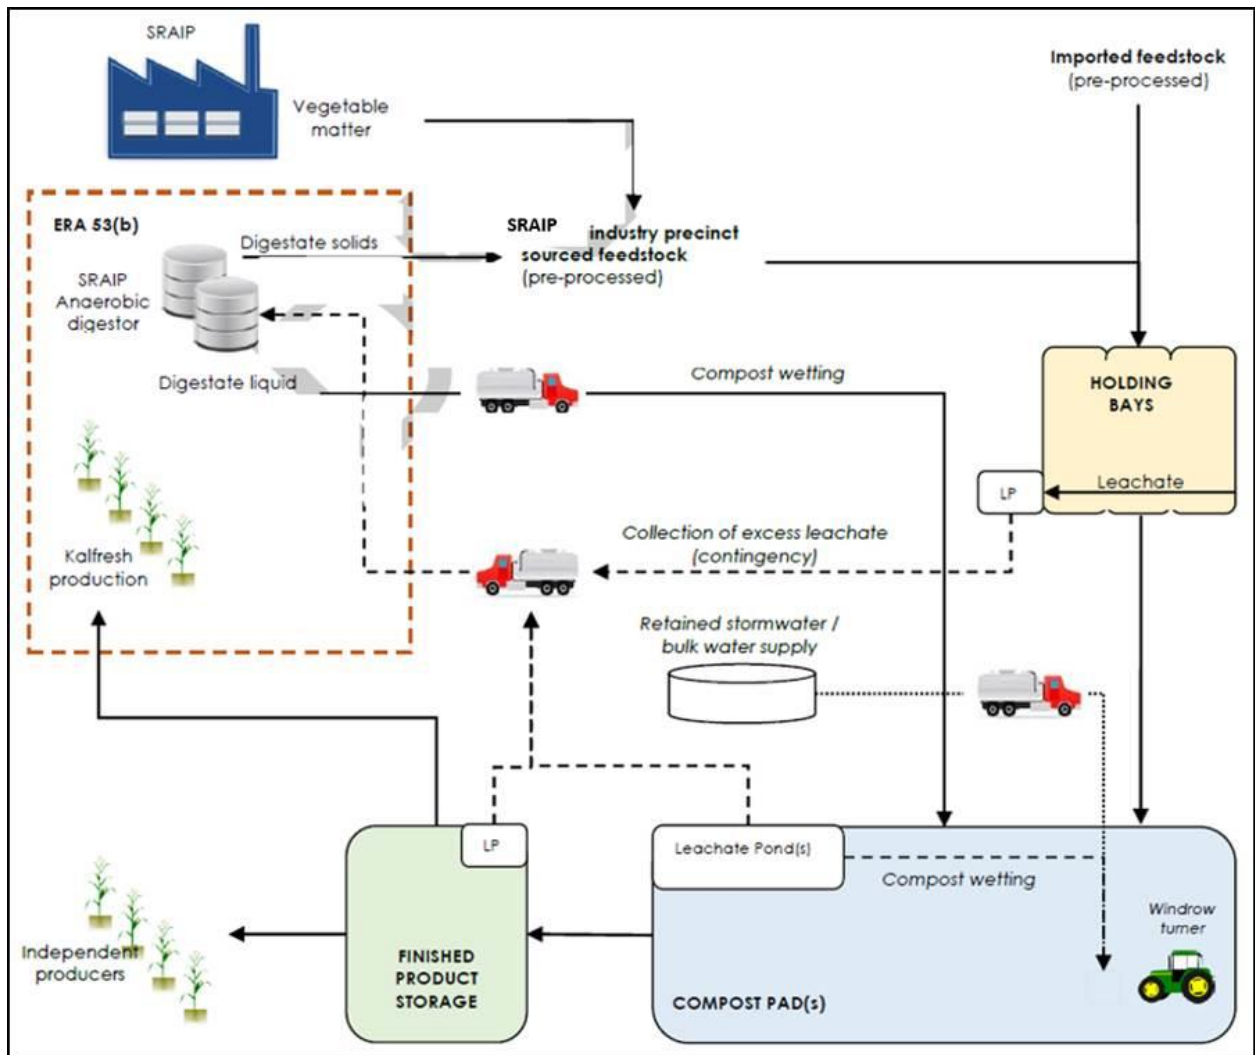 SRAIP
Imported feedstock
(pre-processed)
Vegetable
matter
ERA 53(b)
Digestate solids
SRAIP industry precinct
sourced feedstock
(pre-processed)
SRAIP
Anaerobic
digestor
Digestate liquid
Compost wetting
HOLDING
BAYS
Leachate
LP
Collection of excess leachate
(contingency)
Kalfresh
production
Retained stormwater /
bulk water supply
LP
Leachate Pond(s)
Compost wetting
Windrow
turner
Independent
producers
FINISHED
PRODUCT
STORAGE
COMPOST PAD(s)